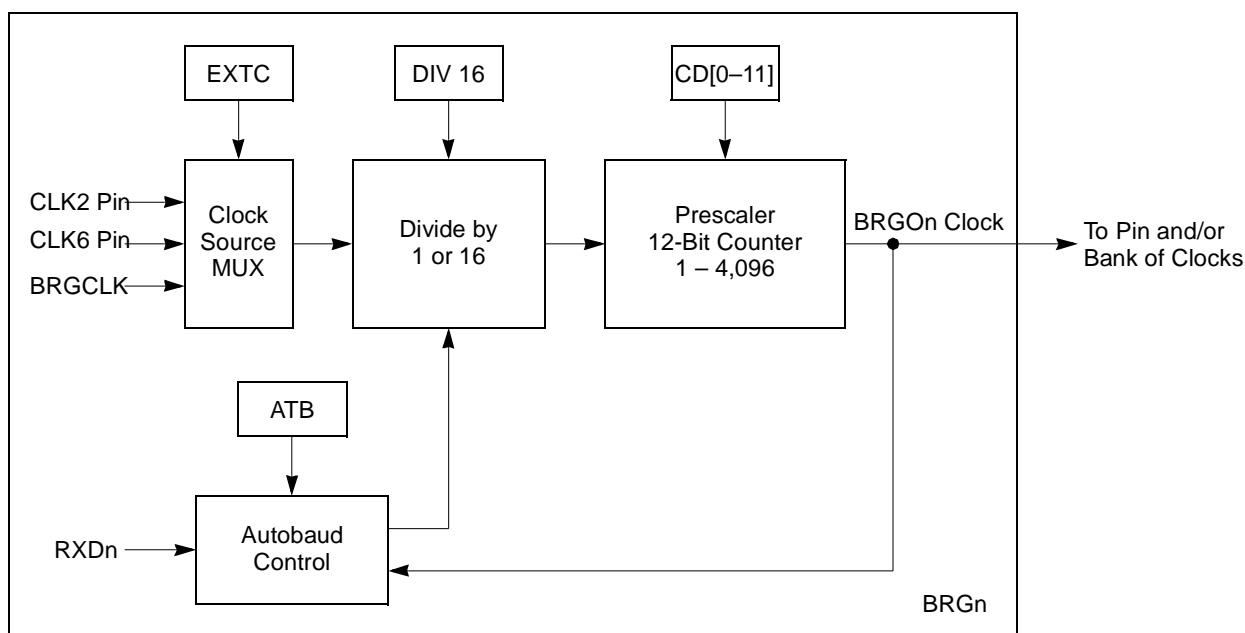 EXTC
DIV 16
CD[0–11]
CLK2 Pin
CLK6 Pin
BRGCLK
Clock
Source
MUX
Divide by
1 or 16
Prescaler
12-Bit Counter
1 – 4,096
BRGOn Clock
To Pin and/or
Bank of Clocks
ATB
RXDn
Autobaud
Control
BRGn